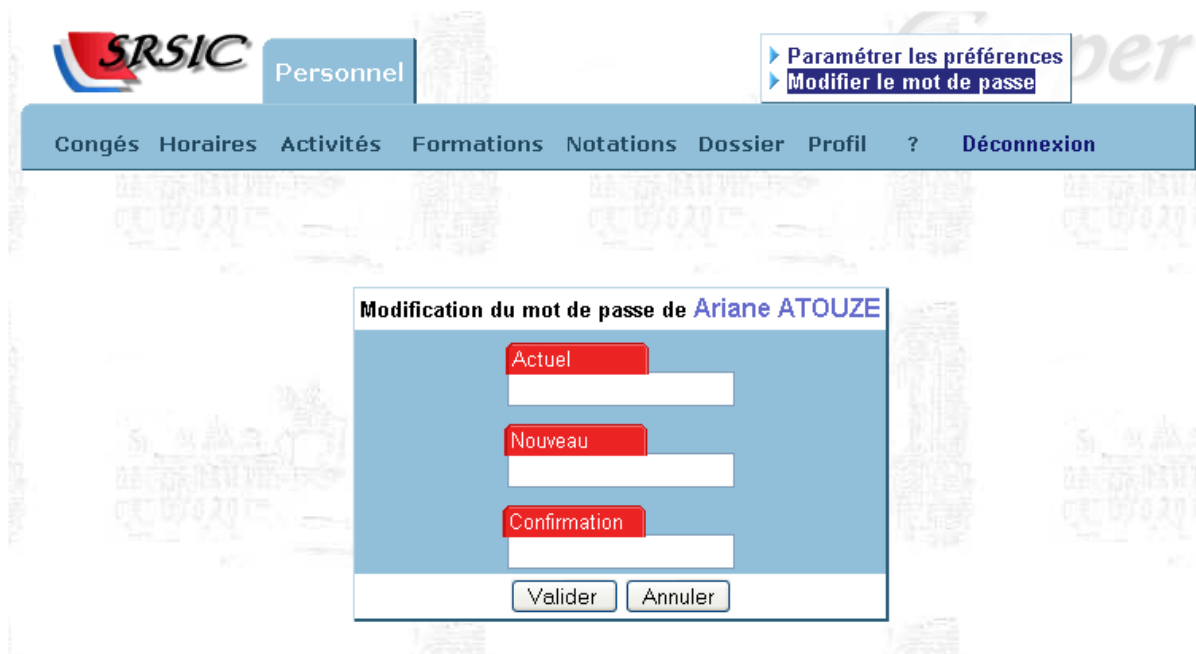 SRSIC
Personnel
Paramétrer les préférences
Modifier le mot de passe
Congés Horaires Activités Formations Notations Dossier Profil ? Déconnexion
Modification du mot de passe de Ariane ATOUZE
Actuel
Nouveau
Confirmation
Valider Annuler